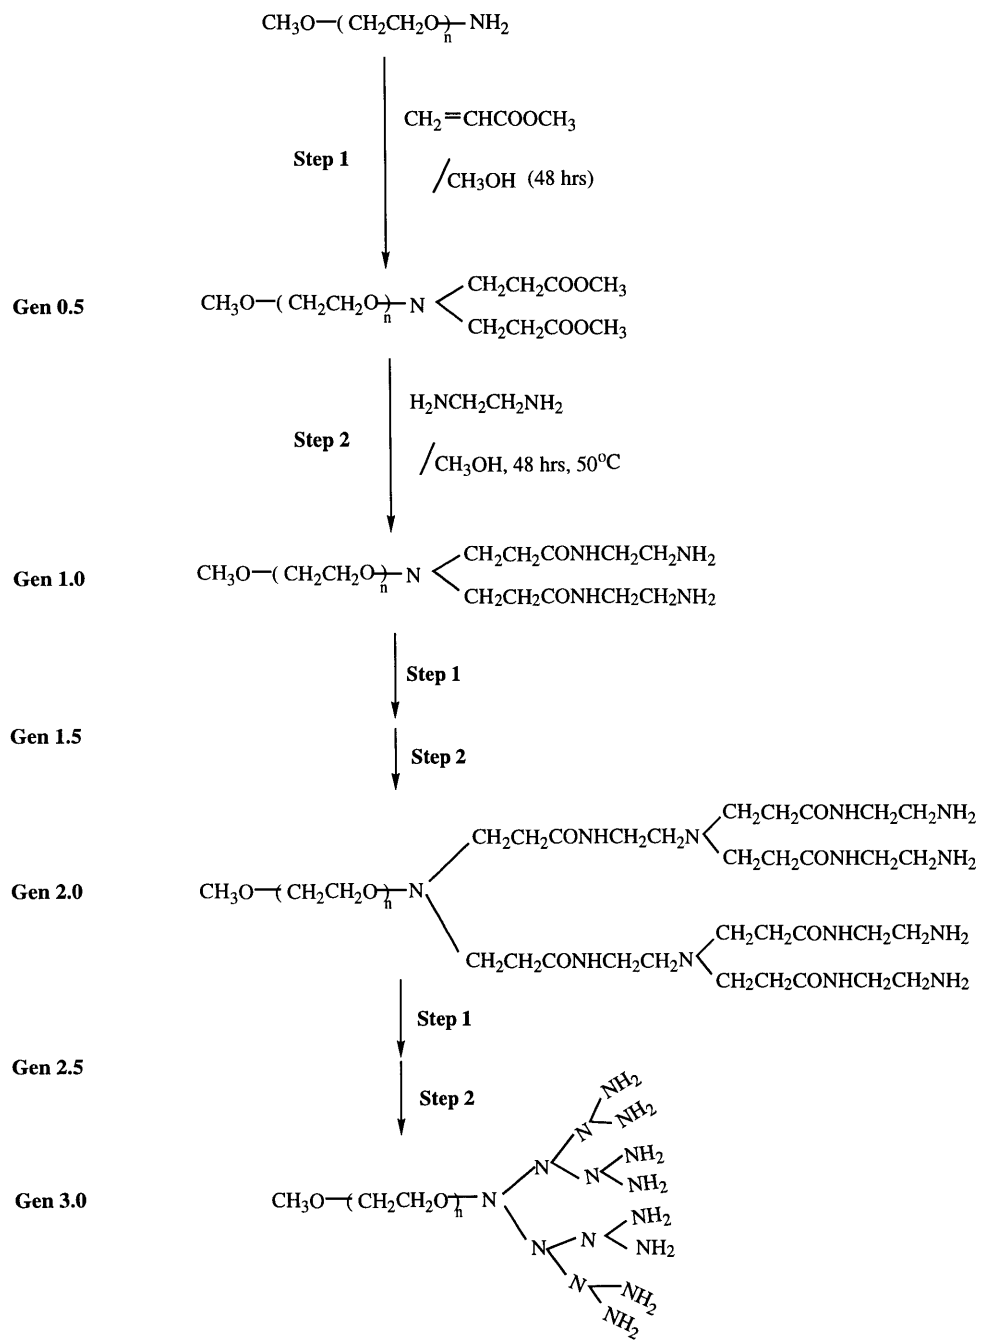 CH3O—( CH2CH2O )n—NH2
CH2=CHCOOCH3
Step 1
/CH3OH (48 hrs)
CH2CH2COOCH3
Gen 0.5 CH3O—( CH2CH2O )n—N
CH2CH2COOCH3
H2NCH2CH2NH2
Step 2
/CH3OH, 48 hrs, 50°C
CH2CH2CONHCH2CH2NH2
Gen 1.0 CH3O—( CH2CH2O )n—N
CH2CH2CONHCH2CH2NH2
Step 1
Gen 1.5
Step 2
CH2CH2CONHCH2CH2NH2
CH2CH2CONHCH2CH2N
CH2CH2CONHCH2CH2NH2
Gen 2.0 CH3O—( CH2CH2O )n—N
CH2CH2CONHCH2CH2NH2
CH2CH2CONHCH2CH2N
CH2CH2CONHCH2CH2NH2
Step 1
Gen 2.5
Step 2
NH2
N NH2
N NH2
N NH2
Gen 3.0 CH3O—( CH2CH2O )n—N
NH2
N N NH2
N NH2
NH2